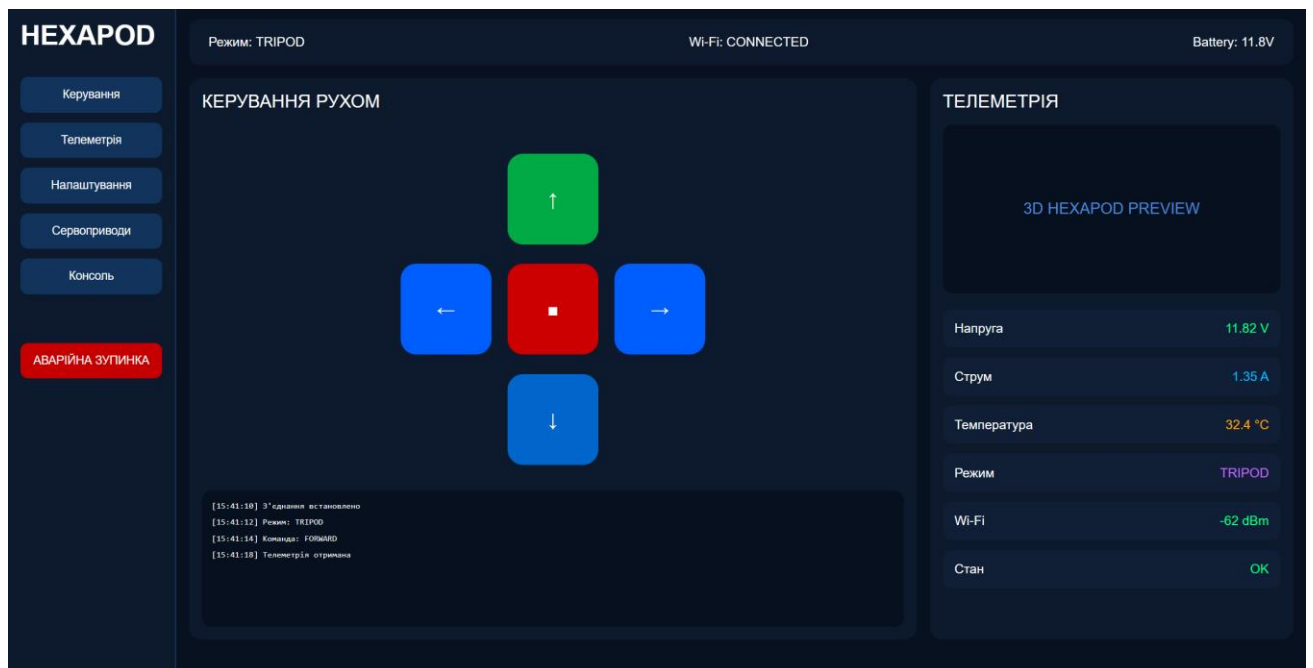 HEXAPOD
Керування
Телеметрія
Налаштування
Сервоприводи
Консоль
АВАРІЙНА ЗУПИНКА
Режим: TRIPOD
Wi-Fi: CONNECTED
Battery: 11.8V
КЕРУВАННЯ РУХОМ
↑
← ■ →
↓
[15:41:10] З'єднання встановлено
[15:41:12] Режим: TRIPOD
[15:41:14] Команда: FORWARD
[15:41:18] Телеметрія отримана
ТЕЛЕМЕТРІЯ
3D HEXAPOD PREVIEW
Напруга 11.82 V
Струм 1.35 A
Температура 32.4 °C
Режим TRIPOD
Wi-Fi -62 dBm
Стан OK